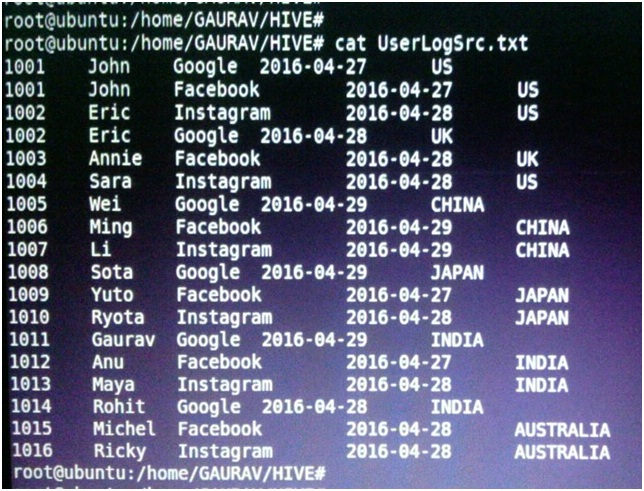 root@ubuntu:/home/GAURAV/HIVE#
root@ubuntu:/home/GAURAV/HIVE# cat UserLogSrc.txt
1001 John Google 2016-04-27 US
1001 John Facebook 2016-04-27 US
1002 Eric Instagram 2016-04-28 US
1002 Eric Google 2016-04-28 UK
1003 Annie Facebook 2016-04-28 UK
1004 Sara Instagram 2016-04-28 US
1005 Wei Google 2016-04-29 CHINA
1006 Ming Facebook 2016-04-29 CHINA
1007 Li Instagram 2016-04-29 CHINA
1008 Sota Google 2016-04-29 JAPAN
1009 Yuto Facebook 2016-04-27 JAPAN
1010 Ryota Instagram 2016-04-28 JAPAN
1011 Gaurav Google 2016-04-29 INDIA
1012 Anu Facebook 2016-04-27 INDIA
1013 Maya Instagram 2016-04-28 INDIA
1014 Rohit Google 2016-04-28 INDIA
1015 Michel Facebook 2016-04-28 AUSTRALIA
1016 Ricky Instagram 2016-04-28 AUSTRALIA
root@ubuntu:/home/GAURAV/HIVE#